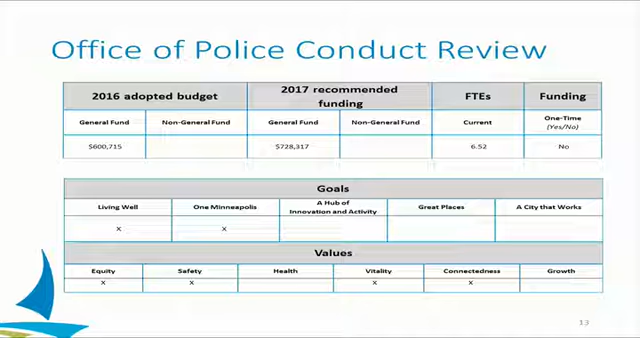 Office of Police Conduct Review
2016 adopted budget 2017 recommended funding FTEs Funding
General Fund Non-General Fund General Fund Non-General Fund Current One-Time (Yes/No)
$600,715 $728,317 6.52 No
Goals
Living Well One Minneapolis A Hub of Innovation and Activity Great Places A City that Works
X X
Values
Equity Safety Health Vitality Connectedness Growth
X X X X
13